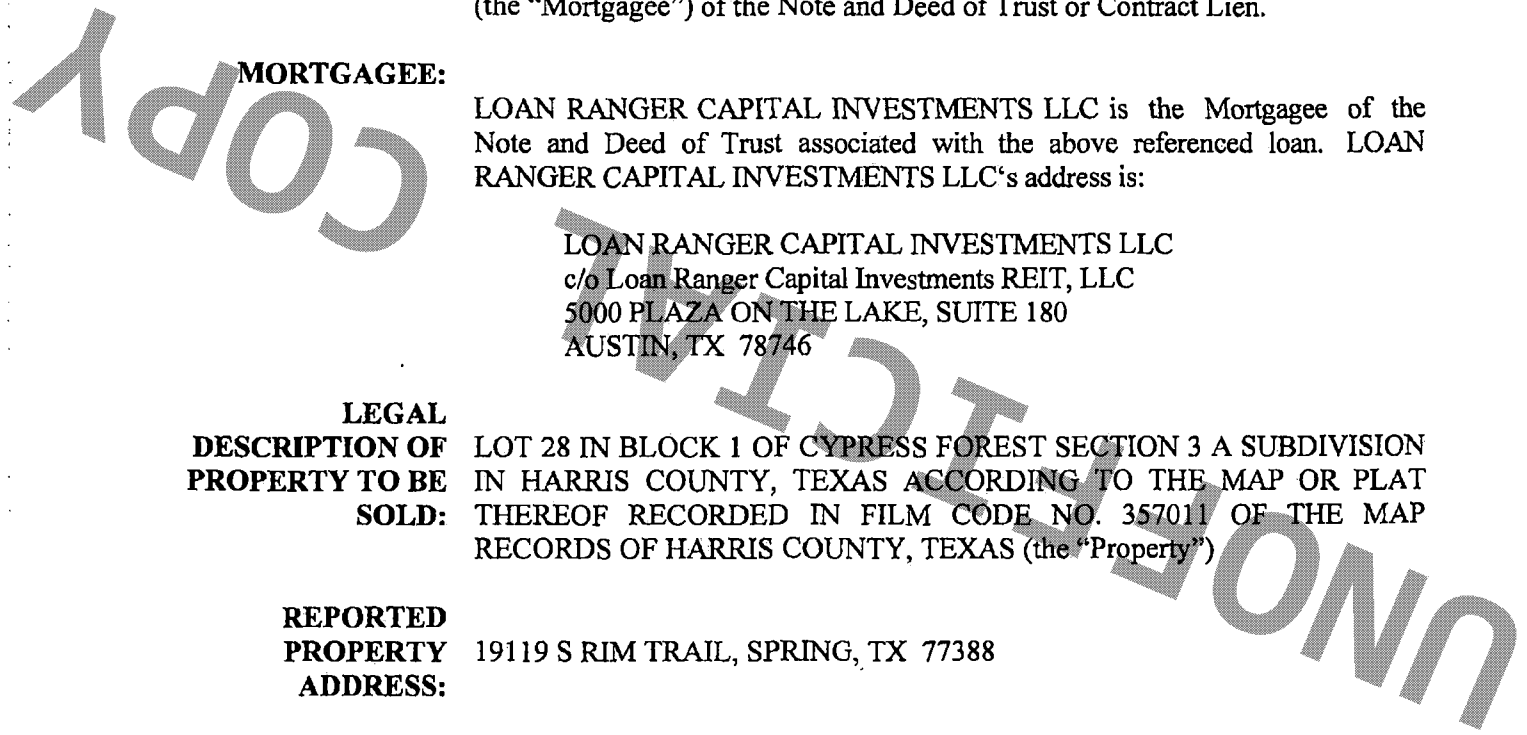 (the “Mortgagee”) of the Note and Deed of Trust or Contract Lien.
MORTGAGEE:
LOAN RANGER CAPITAL INVESTMENTS LLC is the Mortgagee of the
Note and Deed of Trust associated with the above referenced loan. LOAN
RANGER CAPITAL INVESTMENTS LLC‘s address is:
LOAN RANGER CAPITAL INVESTMENTS LLC
c/o Loan Ranger Capital Investments REIT, LLC
5000 PLAZA ON THE LAKE, SUITE 180
AUSTIN, TX 78746
LEGAL
DESCRIPTION OF LOT 28 IN BLOCK 1 OF CYPRESS FOREST SECTION 3 A SUBDIVISION
PROPERTY TO BE IN HARRIS COUNTY, TEXAS ACCORDING TO THE MAP OR PLAT
SOLD: THEREOF RECORDED IN FILM CODE NO. 357011 OF THE MAP
RECORDS OF HARRIS COUNTY, TEXAS (the “Property”)
REPORTED
PROPERTY 19119 S RIM TRAIL, SPRING, TX 77388
ADDRESS:
UNOFFICIAL COPY